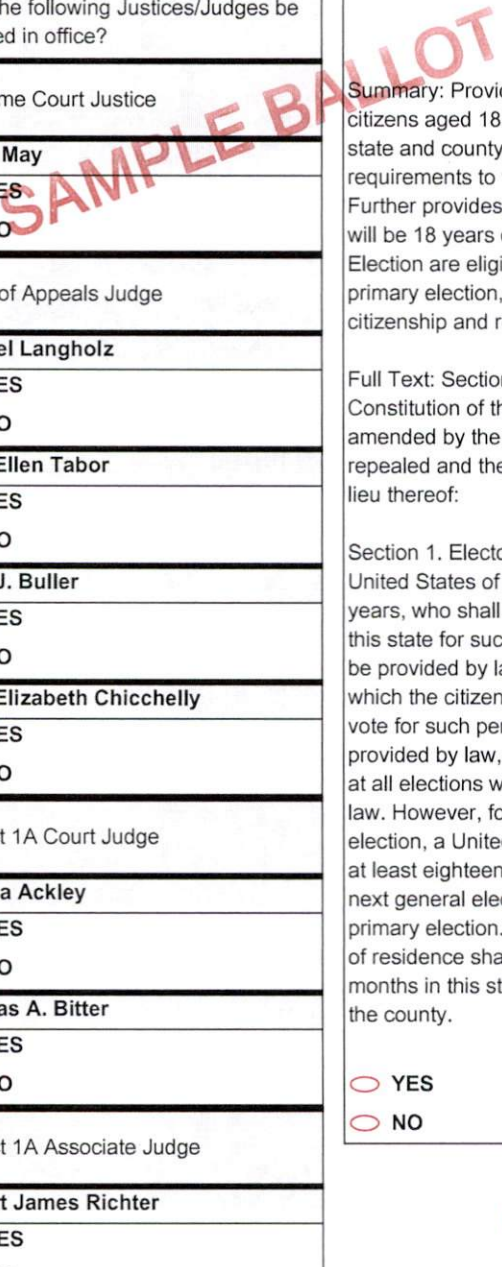 he following Justices/Judges be
ed in office?
me Court Justice
May
ES
O
of Appeals Judge
el Langholz
ES
O
Ellen Tabor
ES
O
J. Buller
ES
O
Elizabeth Chicchelly
ES
O
t 1A Court Judge
a Ackley
ES
O
as A. Bitter
ES
O
t 1A Associate Judge
t James Richter
ES
SAMPLE BALLOT
Summary: Provi
citizens aged 18
state and county
requirements to
Further provides
will be 18 years
Election are eligi
primary election,
citizenship and r
Full Text: Section
Constitution of th
amended by the
repealed and the
lieu thereof:
Section 1. Electo
United States of
years, who shall
this state for suc
be provided by la
which the citizen
vote for such per
provided by law,
at all elections w
law. However, fo
election, a Unite
at least eighteen
next general elec
primary election.
of residence sha
months in this st
the county.
YES
NO